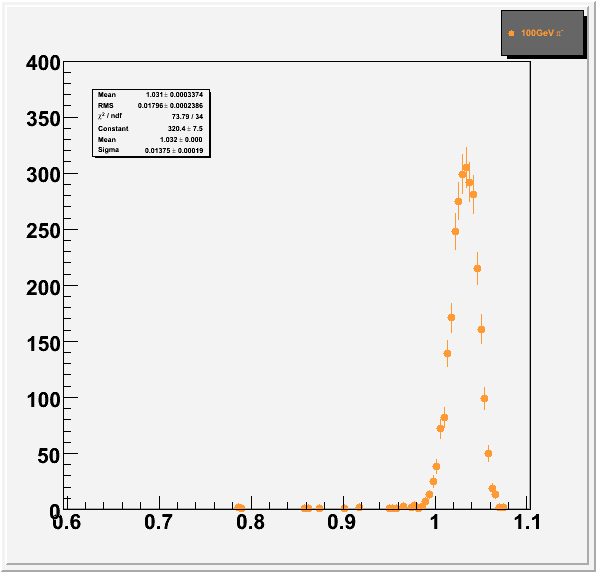 100GeV π⁻
400
350
300
250
200
150
100
50
0
Mean 1.031 ± 0.0003374
RMS 0.01796 ± 0.0002386
χ² / ndf 73.79 / 34
Constant 320.4 ± 7.5
Mean 1.032 ± 0.000
Sigma 0.01375 ± 0.00019
0.6 0.7 0.8 0.9 1 1.1